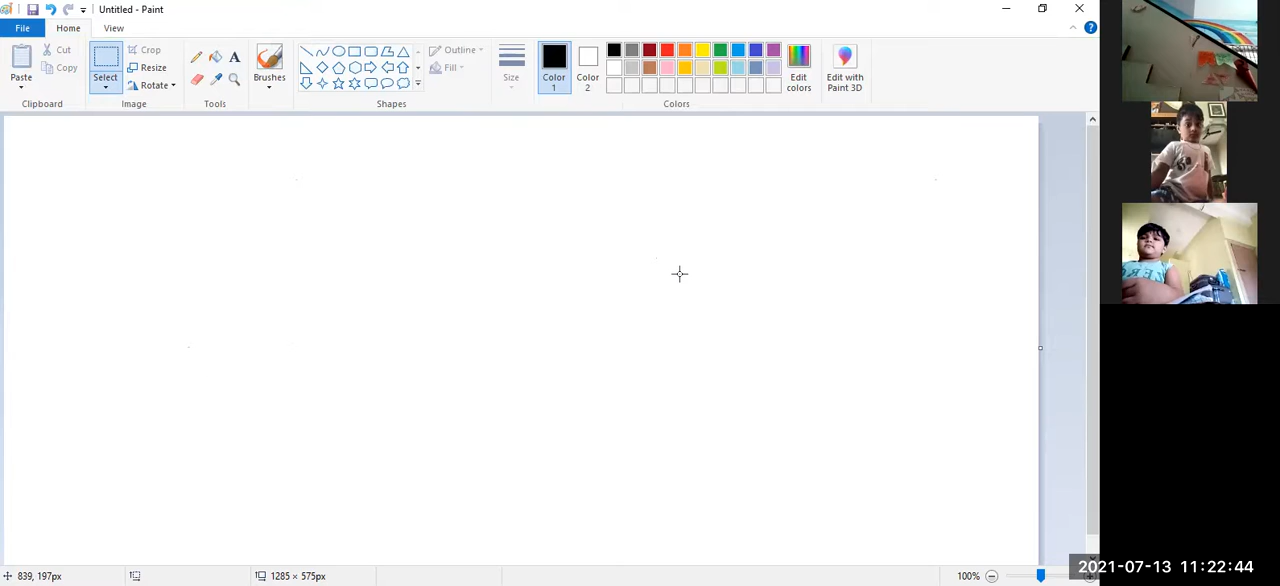 Untitled - Paint
File Home View
Paste
Cut
Copy
Clipboard
Select
Crop
Resize
Rotate
Image
A
Tools
Brushes
Outline
Fill
Shapes
Size
Color 1
Color 2
Edit colors
Colors
Edit with Paint 3D
839, 197px
1285 × 575px
100%
2021-07-13 11:22:44